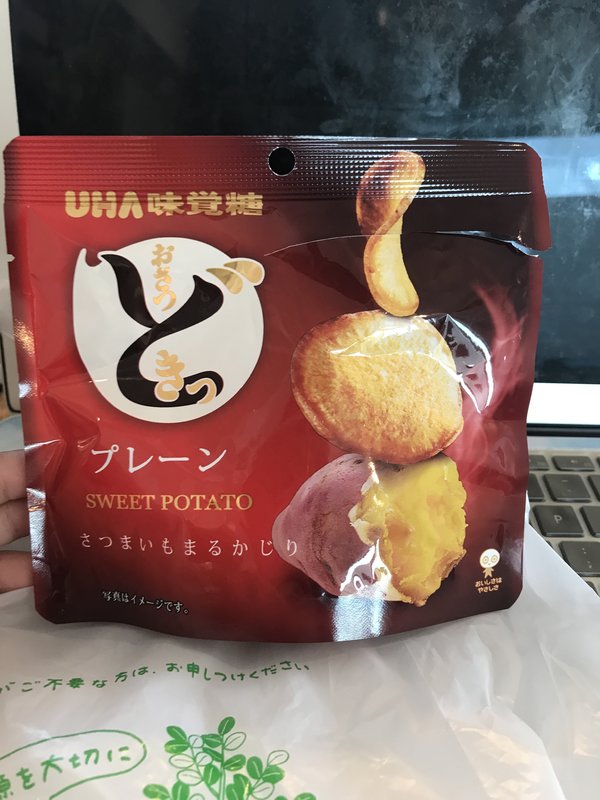 UHA味覚糖
おさつ
ど
きっ
プレーン
SWEET POTATO
さつまいもまるかじり
写真はイメージです。
おいしさは
やさしさ
P
がご不要な方は、お申しつけください
源を大切に